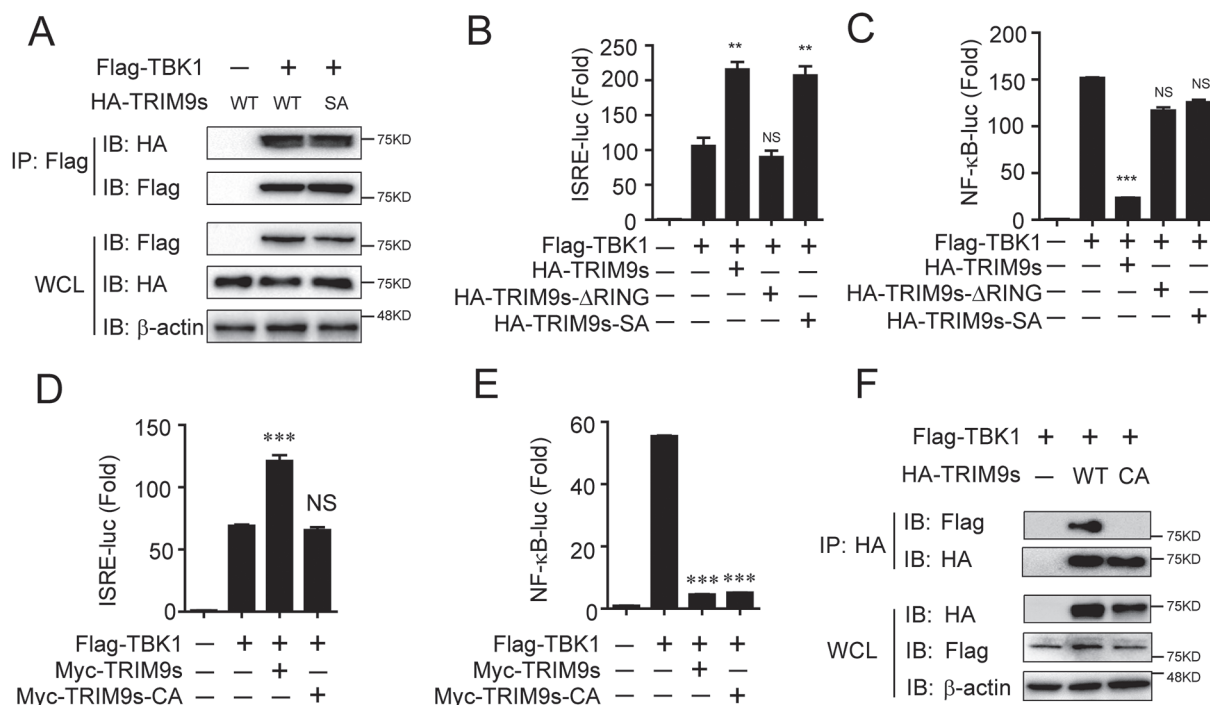 A
Flag-TBK1 — + +
HA-TRIM9s WT WT SA
IP: Flag
IB: HA
75KD
IB: Flag
75KD
WCL
IB: Flag
75KD
IB: HA
75KD
IB: β-actin
48KD
B
ISRE-luc (Fold)
250
200
150
100
50
0
**
NS
**
Flag-TBK1 — + + + +
HA-TRIM9s — — + — —
HA-TRIM9s-ΔRING — — — + —
HA-TRIM9s-SA — — — — +
C
NF-κB-luc (Fold)
200
150
100
50
0
***
NS
NS
Flag-TBK1 — + + + +
HA-TRIM9s — — + — —
HA-TRIM9s-ΔRING — — — + —
HA-TRIM9s-SA — — — — +
D
ISRE-luc (Fold)
150
100
50
0
***
NS
Flag-TBK1 — + + +
Myc-TRIM9s — — + —
Myc-TRIM9s-CA — — — +
E
NF-κB-luc (Fold)
60
40
20
0
***
***
Flag-TBK1 — + + +
Myc-TRIM9s — — + —
Myc-TRIM9s-CA — — — +
F
Flag-TBK1 + + +
HA-TRIM9s — WT CA
IP: HA
IB: Flag
75KD
IB: HA
75KD
WCL
IB: HA
75KD
IB: Flag
75KD
IB: β-actin
48KD